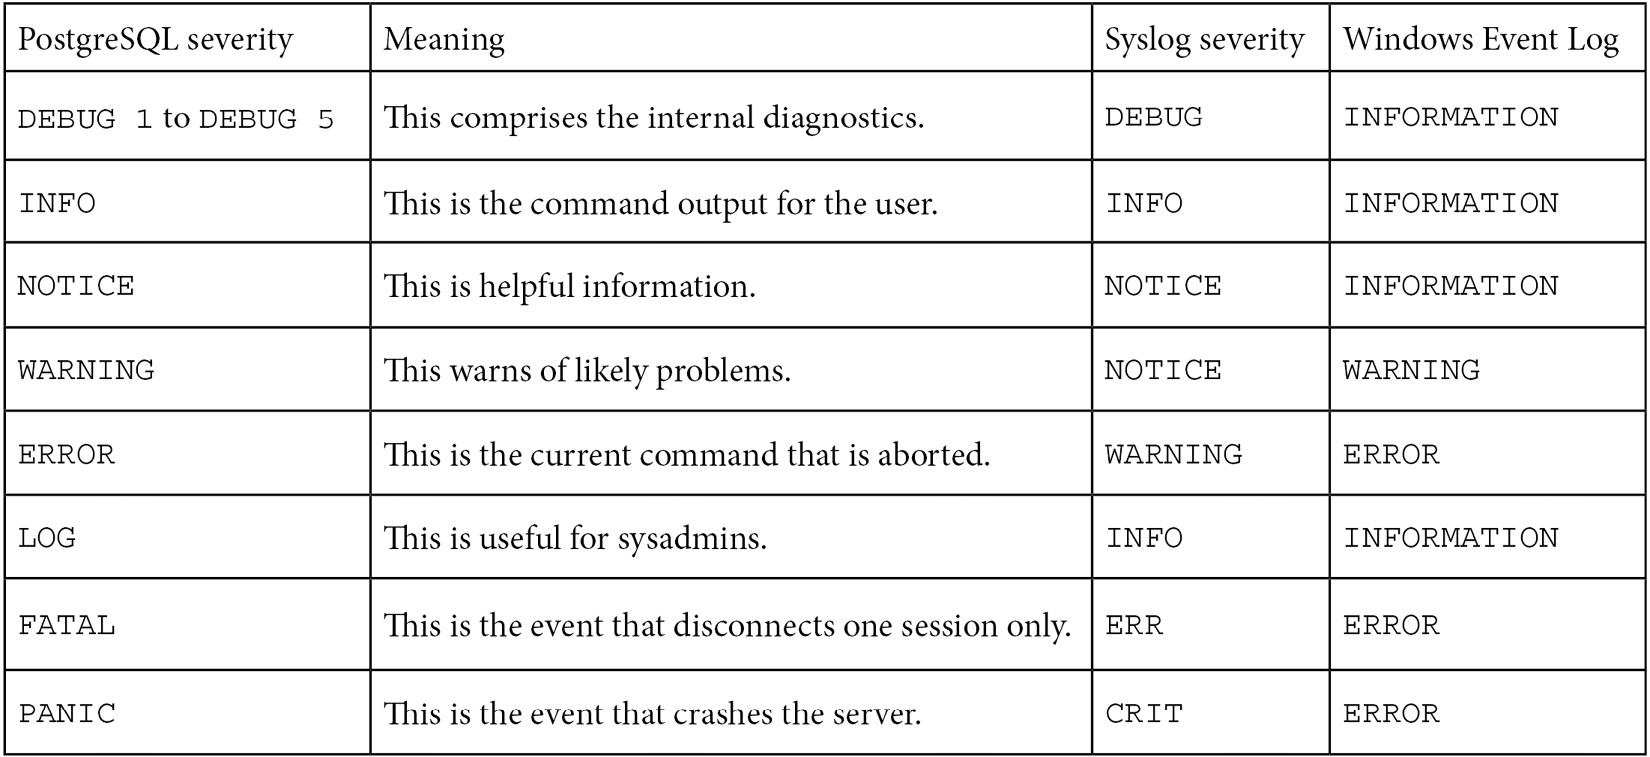 PostgreSQL severity Meaning Syslog severity Windows Event Log
DEBUG 1 to DEBUG 5 This comprises the internal diagnostics. DEBUG INFORMATION
INFO This is the command output for the user. INFO INFORMATION
NOTICE This is helpful information. NOTICE INFORMATION
WARNING This warns of likely problems. NOTICE WARNING
ERROR This is the current command that is aborted. WARNING ERROR
LOG This is useful for sysadmins. INFO INFORMATION
FATAL This is the event that disconnects one session only. ERR ERROR
PANIC This is the event that crashes the server. CRIT ERROR